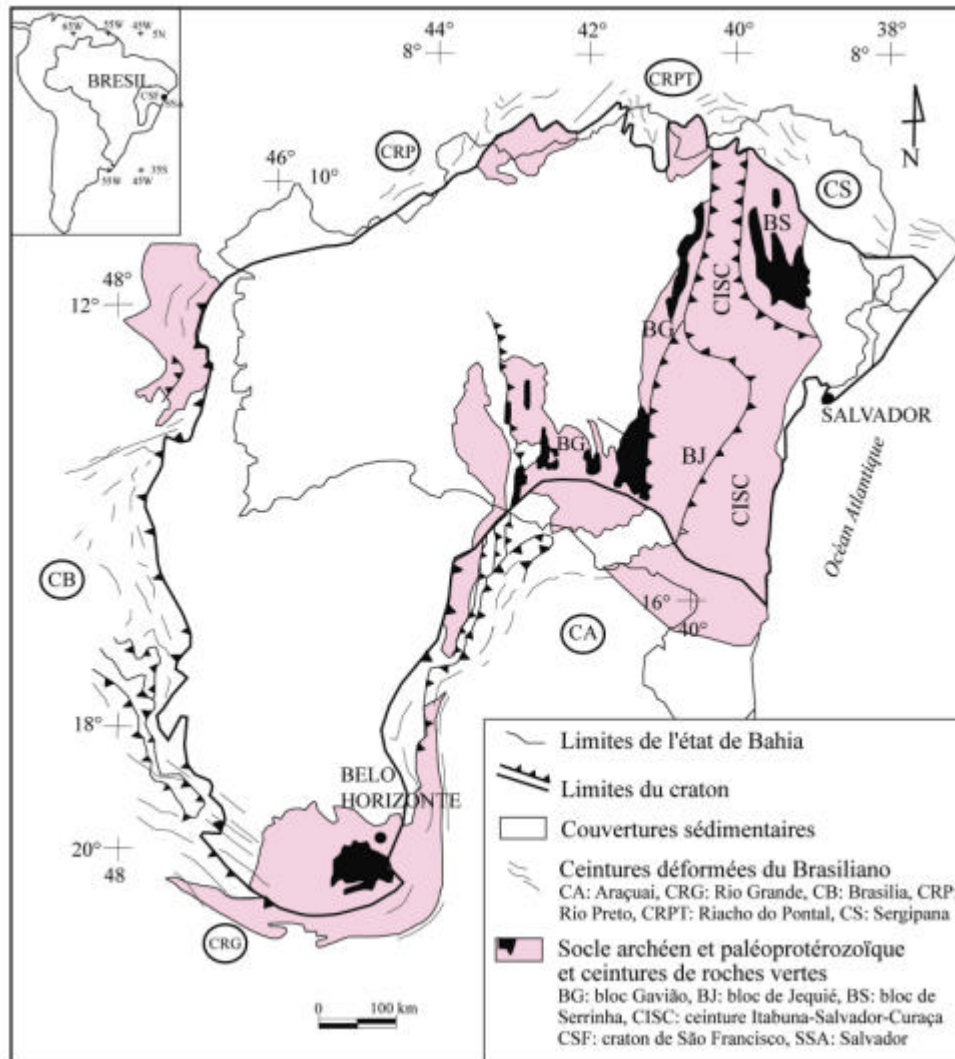 65W 55W 45W
5N
BRESIL
CSF
SSA
35S
55W 45W
42° 40° 38°
8° 8°
CRPT
CRP
46°
10°
N
CS
BS
48°
12°
CISC
BG
SALVADOR
BG
BJ
CISC
Océan Atlantique
44°
CB
16°
40°
CA
18°
BELO
HORIZONTE
20°
48
CRG
0 100 km
Limites de l'état de Bahia
Limites du craton
Couvertures sédimentaires
Ceintures déformées du Brasiliano
CA: Araçuai, CRG: Rio Grande, CB: Brasilia, CRP:
Rio Preto, CRPT: Riacho do Pontal, CS: Sergipana
Socle archéen et paléoprotérozoïque
et ceintures de roches vertes
BG: bloc Gavião, BJ: bloc de Jequié, BS: bloc de
Serrinha, CISC: ceinture Itabuna-Salvador-Curaça
CSF: craton de São Francisco, SSA: Salvador